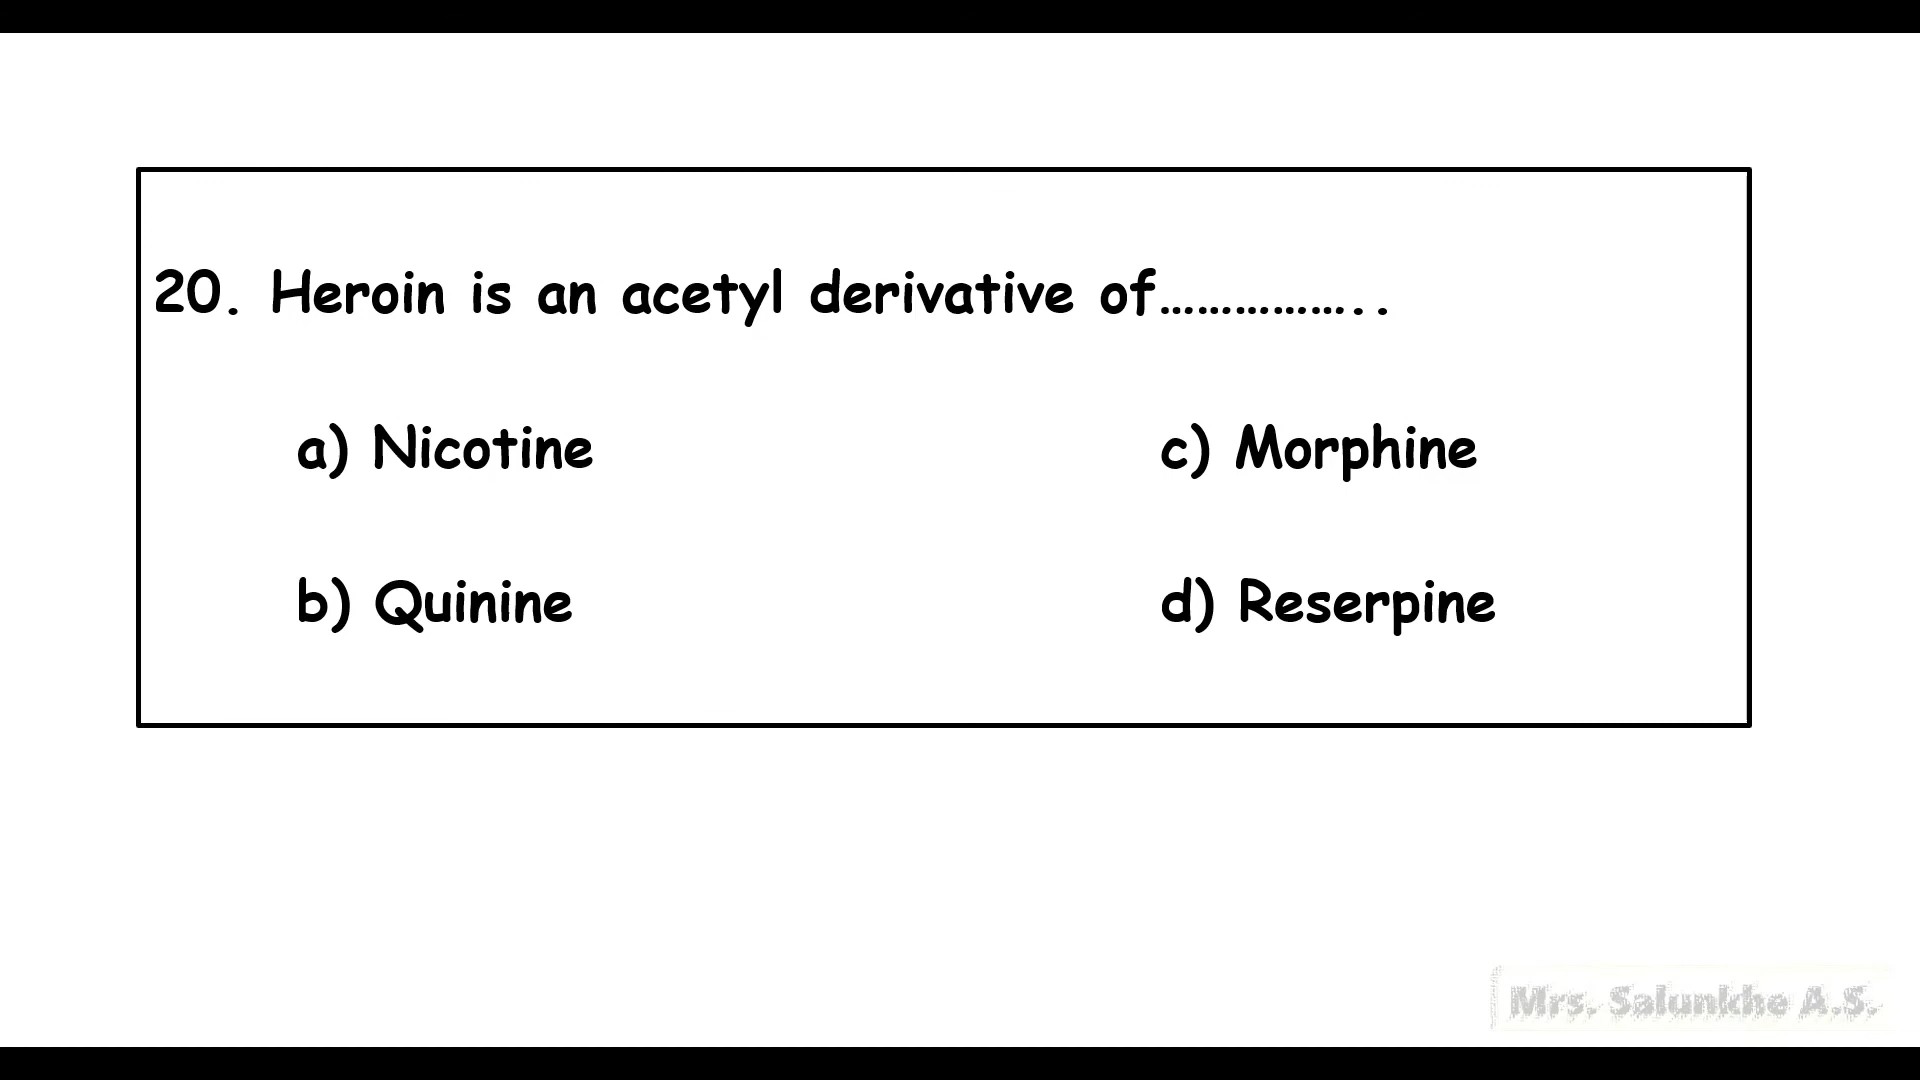 20. Heroin is an acetyl derivative of……………..
a) Nicotine
c) Morphine
b) Quinine
d) Reserpine
Mrs. Salunkhe A.S.